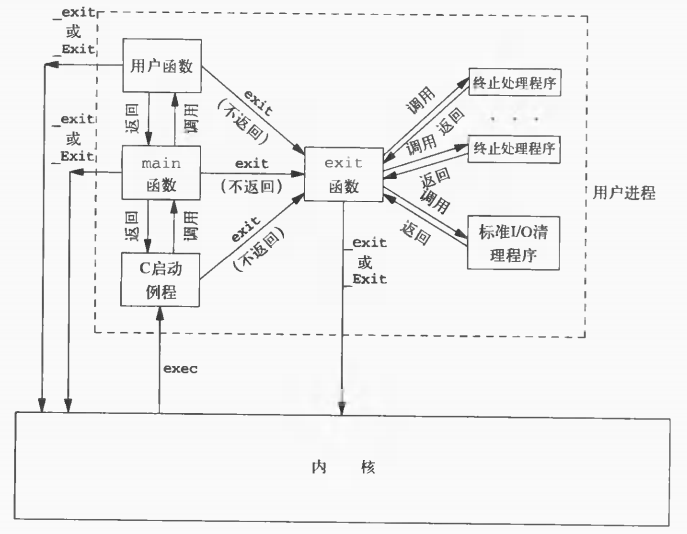 _exit
或
_Exit
用户函数
exit
(不返回)
调用
返回
终止处理程序
. . .
_exit
或
_Exit
返回
调用
main
函数
exit
(不返回)
exit
函数
调用
返回
终止处理程序
用户进程
返回
调用
exit
(不返回)
调用
返回
标准I/O清
理程序
C启动
例程
_exit
或
_Exit
exec
内 核